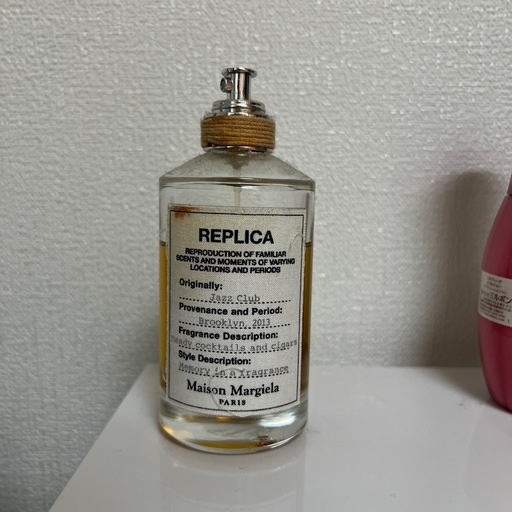 REPLICA
REPRODUCTION OF FAMILIAR
SCENTS AND MOMENTS OF VARYING
LOCATIONS AND PERIODS
Originally:
Jazz Club
Provenance and Period:
Brooklyn, 2013
Fragrance Description:
Heady cocktails and cigars
Style Description:
Memory in a fragrance
Maison Margiela
PARIS